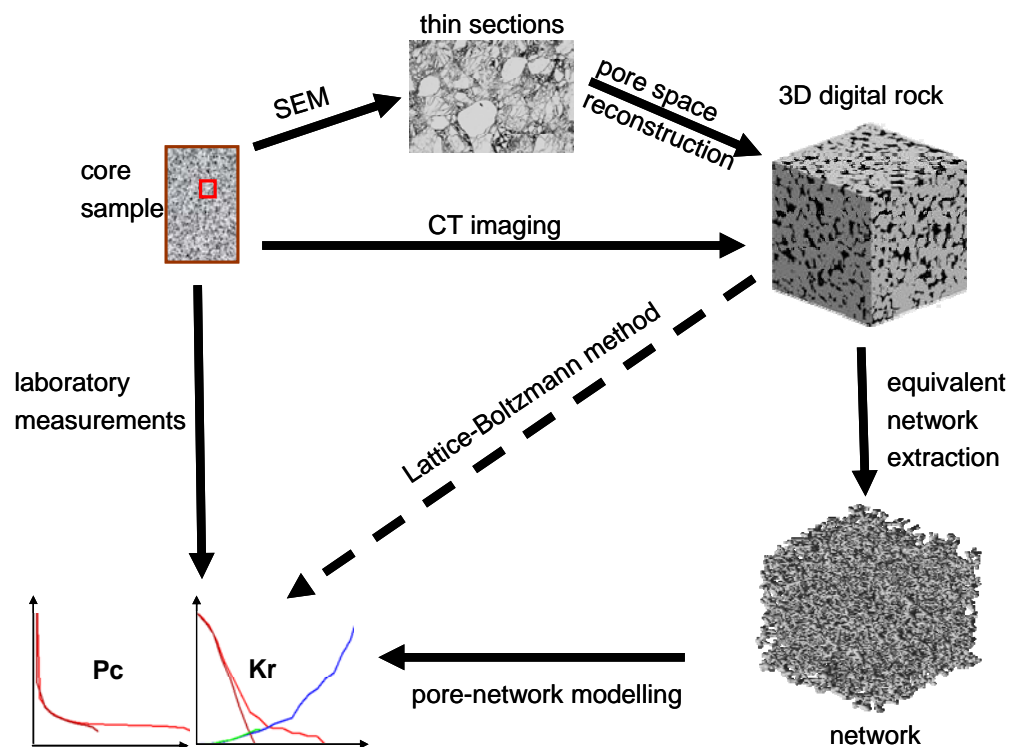 thin sections
SEM
pore space
reconstruction
3D digital rock
core
sample
CT imaging
Lattice-Boltzmann method
laboratory
measurements
equivalent
network
extraction
Pc
Kr
pore-network modelling
network